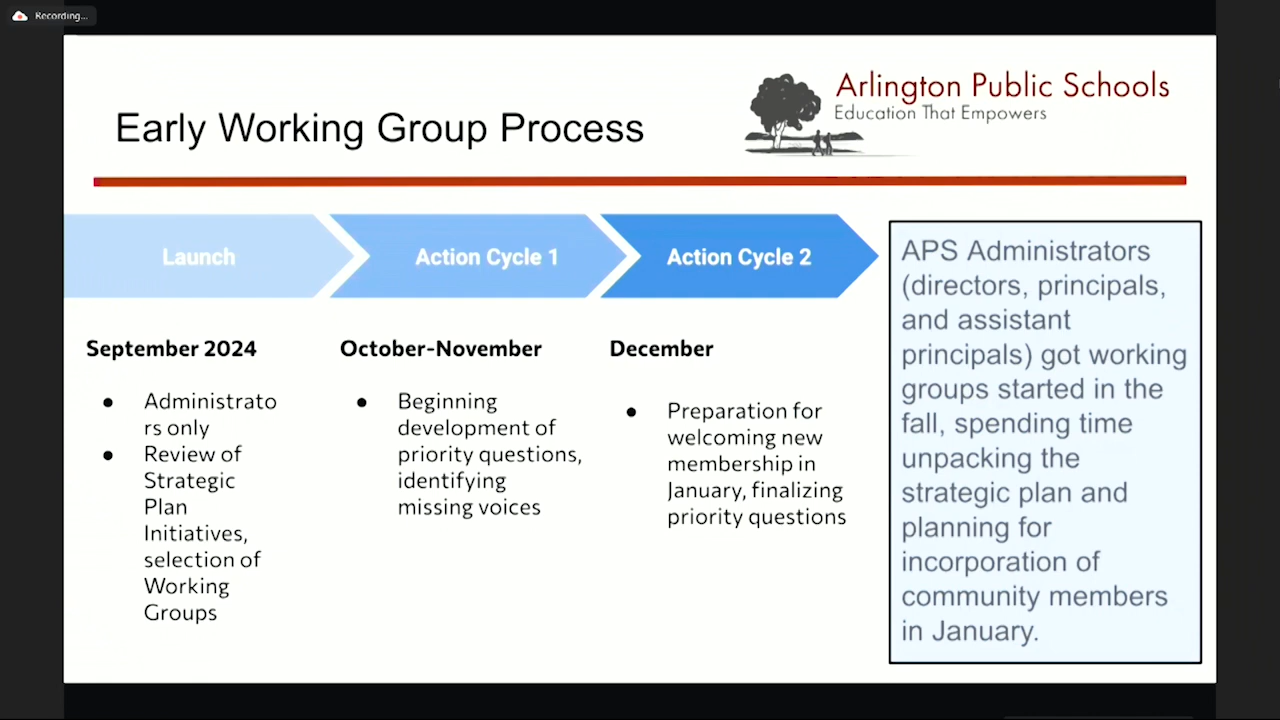 Recording...
Arlington Public Schools
Education That Empowers
Early Working Group Process
Launch
Action Cycle 1
Action Cycle 2
September 2024
● Administrato
rs only
● Review of
Strategic
Plan
Initiatives,
selection of
Working
Groups
October-November
● Beginning
development of
priority questions,
identifying
missing voices
December
● Preparation for
welcoming new
membership in
January, finalizing
priority questions
APS Administrators
(directors, principals,
and assistant
principals) got working
groups started in the
fall, spending time
unpacking the
strategic plan and
planning for
incorporation of
community members
in January.